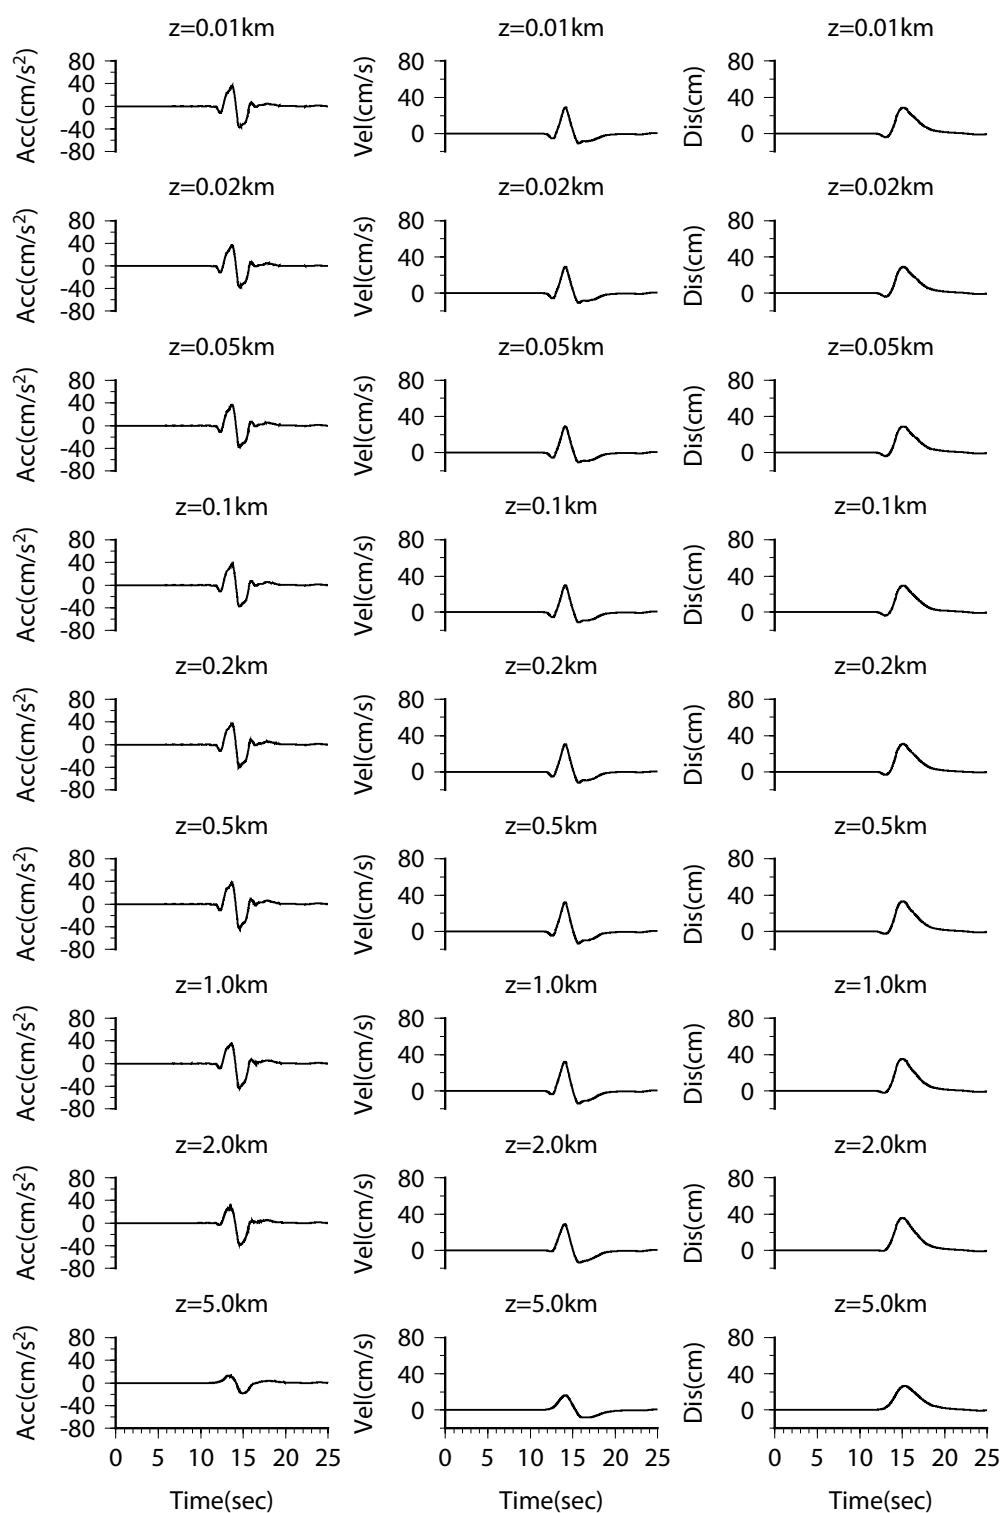 z=0.01km z=0.01km z=0.01km
Acc(cm/s²) 80 40 0 -40 -80 Vel(cm/s) 80 40 0 Dis(cm) 80 40 0
z=0.02km z=0.02km z=0.02km
Acc(cm/s²) 80 40 0 -40 -80 Vel(cm/s) 80 40 0 Dis(cm) 80 40 0
z=0.05km z=0.05km z=0.05km
Acc(cm/s²) 80 40 0 -40 -80 Vel(cm/s) 80 40 0 Dis(cm) 80 40 0
z=0.1km z=0.1km z=0.1km
Acc(cm/s²) 80 40 0 -40 -80 Vel(cm/s) 80 40 0 Dis(cm) 80 40 0
z=0.2km z=0.2km z=0.2km
Acc(cm/s²) 80 40 0 -40 -80 Vel(cm/s) 80 40 0 Dis(cm) 80 40 0
z=0.5km z=0.5km z=0.5km
Acc(cm/s²) 80 40 0 -40 -80 Vel(cm/s) 80 40 0 Dis(cm) 80 40 0
z=1.0km z=1.0km z=1.0km
Acc(cm/s²) 80 40 0 -40 -80 Vel(cm/s) 80 40 0 Dis(cm) 80 40 0
z=2.0km z=2.0km z=2.0km
Acc(cm/s²) 80 40 0 -40 -80 Vel(cm/s) 80 40 0 Dis(cm) 80 40 0
z=5.0km z=5.0km z=5.0km
Acc(cm/s²) 80 40 0 -40 -80 Vel(cm/s) 80 40 0 Dis(cm) 80 40 0
0 5 10 15 20 25 0 5 10 15 20 25 0 5 10 15 20 25
Time(sec) Time(sec) Time(sec)